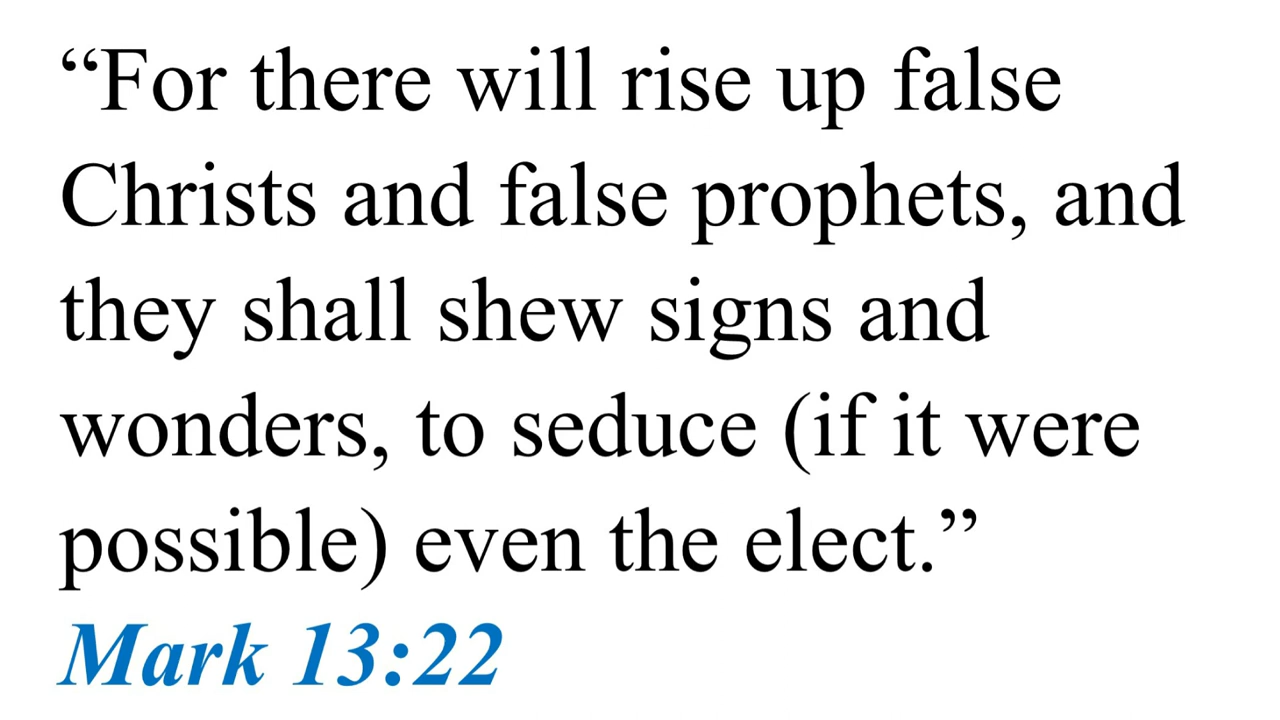 “For there will rise up false
Christs and false prophets, and
they shall shew signs and
wonders, to seduce (if it were
possible) even the elect.”
Mark 13:22